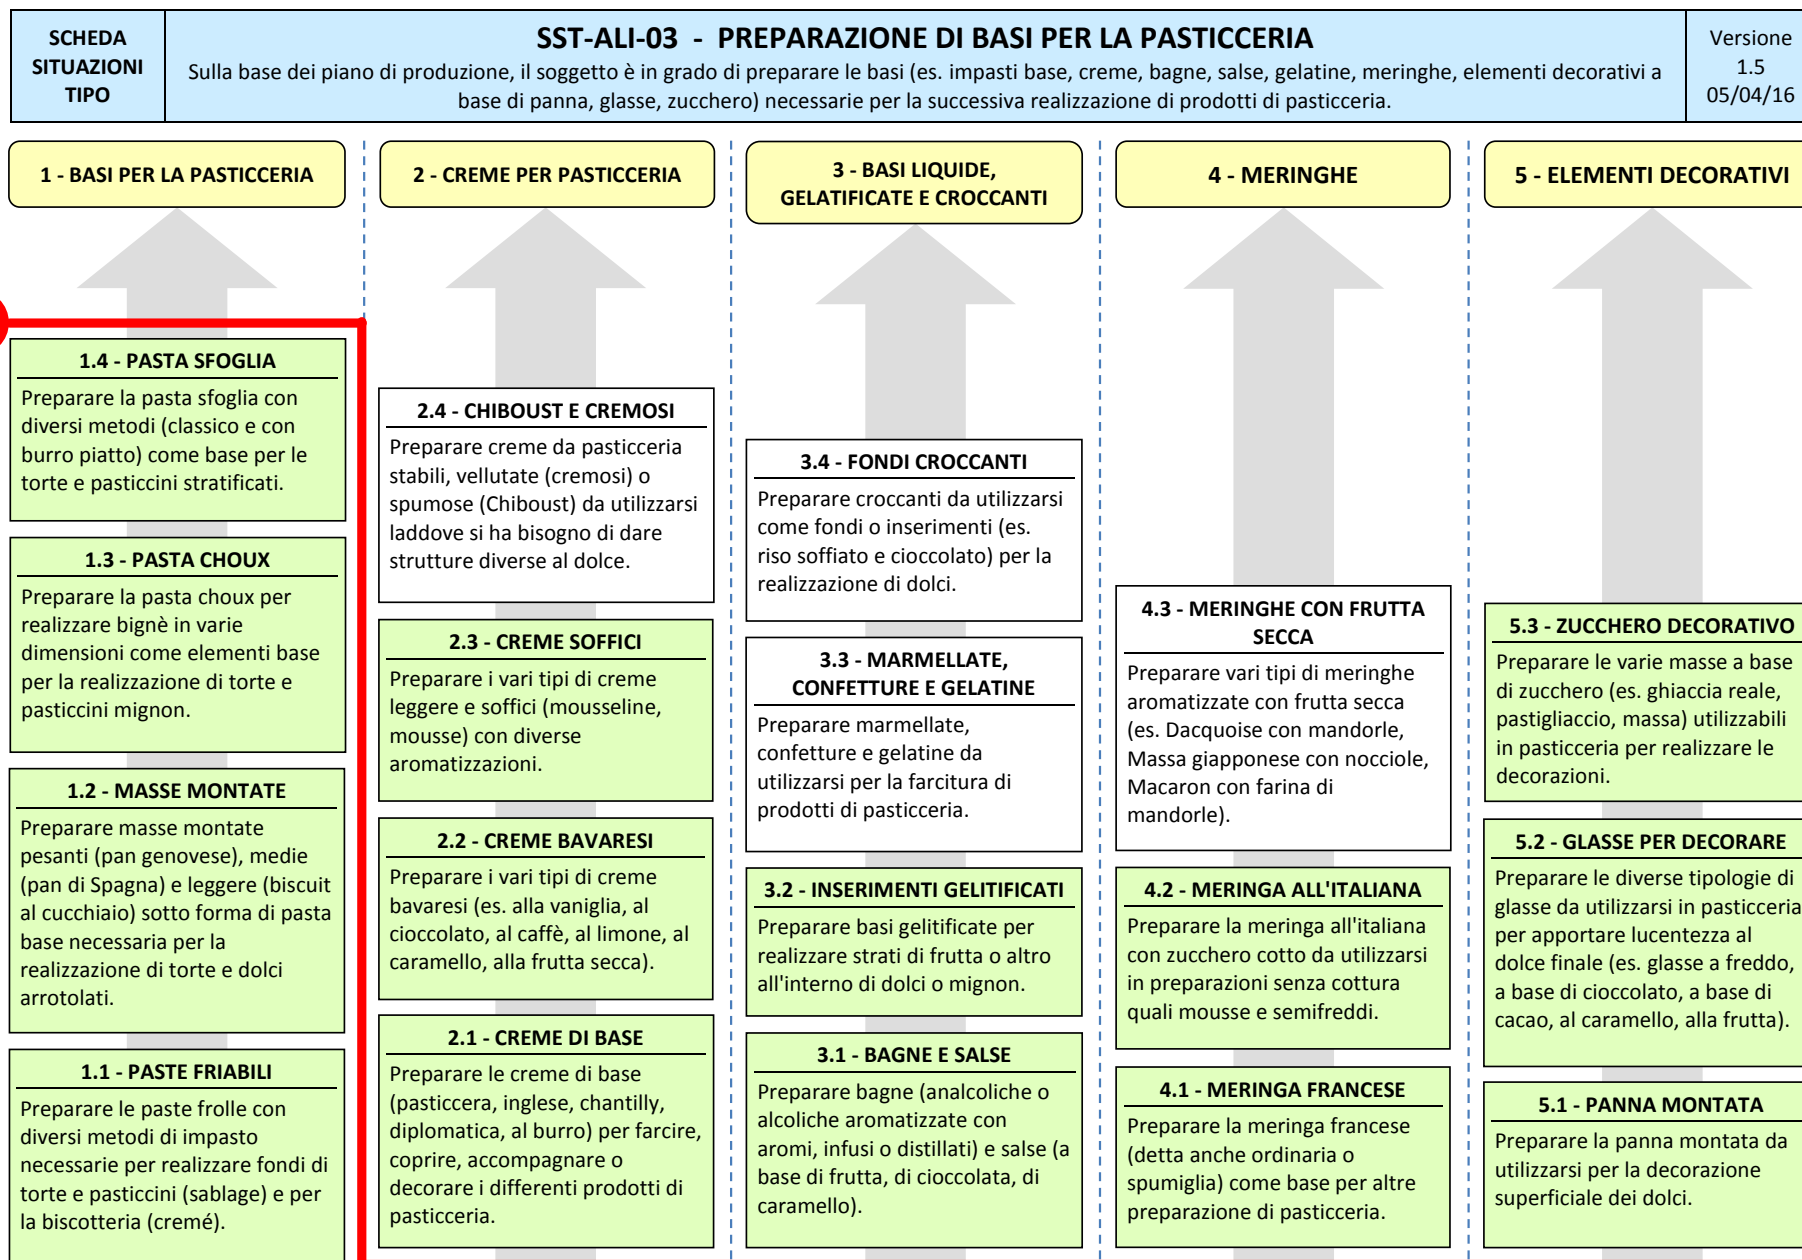 SCHEDA
SITUAZIONI
TIPO
SST-ALI-03 - PREPARAZIONE DI BASI PER LA PASTICCERIA
Sulla base dei piano di produzione, il soggetto è in grado di preparare le basi (es. impasti base, creme, bagne, salse, gelatine, meringhe, elementi decorativi a
base di panna, glasse, zucchero) necessarie per la successiva realizzazione di prodotti di pasticceria.
Versione
1.5
05/04/16
1 - BASI PER LA PASTICCERIA
1.4 - PASTA SFOGLIA
Preparare la pasta sfoglia con
diversi metodi (classico e con
burro piatto) come base per le
torte e pasticcini stratificati.
1.3 - PASTA CHOUX
Preparare la pasta choux per
realizzare bignè in varie
dimensioni come elementi base
per la realizzazione di torte e
pasticcini mignon.
1.2 - MASSE MONTATE
Preparare masse montate
pesanti (pan genovese), medie
(pan di Spagna) e leggere (biscuit
al cucchiaio) sotto forma di pasta
base necessaria per la
realizzazione di torte e dolci
arrotolati.
1.1 - PASTE FRIABILI
Preparare le paste frolle con
diversi metodi di impasto
necessarie per realizzare fondi di
torte e pasticcini (sablage) e per
la biscotteria (cremé).
2 - CREME PER PASTICCERIA
2.4 - CHIBOUST E CREMOSI
Preparare creme da pasticceria
stabili, vellutate (cremosi) o
spumose (Chiboust) da utilizzarsi
laddove si ha bisogno di dare
strutture diverse al dolce.
2.3 - CREME SOFFICI
Preparare i vari tipi di creme
leggere e soffici (mousseline,
mousse) con diverse
aromatizzazioni.
2.2 - CREME BAVARESI
Preparare i vari tipi di creme
bavaresi (es. alla vaniglia, al
cioccolato, al caffè, al limone, al
caramello, alla frutta secca).
2.1 - CREME DI BASE
Preparare le creme di base
(pasticcera, inglese, chantilly,
diplomatica, al burro) per farcire,
coprire, accompagnare o
decorare i differenti prodotti di
pasticceria.
3 - BASI LIQUIDE,
GELATIFICATE E CROCCANTI
3.4 - FONDI CROCCANTI
Preparare croccanti da utilizzarsi
come fondi o inserimenti (es.
riso soffiato e cioccolato) per la
realizzazione di dolci.
3.3 - MARMELLATE,
CONFETTURE E GELATINE
Preparare marmellate,
confetture e gelatine da
utilizzarsi per la farcitura di
prodotti di pasticceria.
3.2 - INSERIMENTI GELITIFICATI
Preparare basi gelitificate per
realizzare strati di frutta o altro
all'interno di dolci o mignon.
3.1 - BAGNE E SALSE
Preparare bagne (analcoliche o
alcoliche aromatizzate con
aromi, infusi o distillati) e salse (a
base di frutta, di cioccolata, di
caramello).
4 - MERINGHE
4.3 - MERINGHE CON FRUTTA
SECCA
Preparare vari tipi di meringhe
aromatizzate con frutta secca
(es. Dacquoise con mandorle,
Massa giapponese con nocciole,
Macaron con farina di
mandorle).
4.2 - MERINGA ALL'ITALIANA
Preparare la meringa all'italiana
con zucchero cotto da utilizzarsi
in preparazioni senza cottura
quali mousse e semifreddi.
4.1 - MERINGA FRANCESE
Preparare la meringa francese
(detta anche ordinaria o
spumiglia) come base per altre
preparazione di pasticceria.
5 - ELEMENTI DECORATIVI
5.3 - ZUCCHERO DECORATIVO
Preparare le varie masse a base
di zucchero (es. ghiaccia reale,
pastigliaccio, massa) utilizzabili
in pasticceria per realizzare le
decorazioni.
5.2 - GLASSE PER DECORARE
Preparare le diverse tipologie di
glasse da utilizzarsi in pasticceria
per apportare lucentezza al
dolce finale (es. glasse a freddo,
a base di cioccolato, a base di
cacao, al caramello, alla frutta).
5.1 - PANNA MONTATA
Preparare la panna montata da
utilizzarsi per la decorazione
superficiale dei dolci.